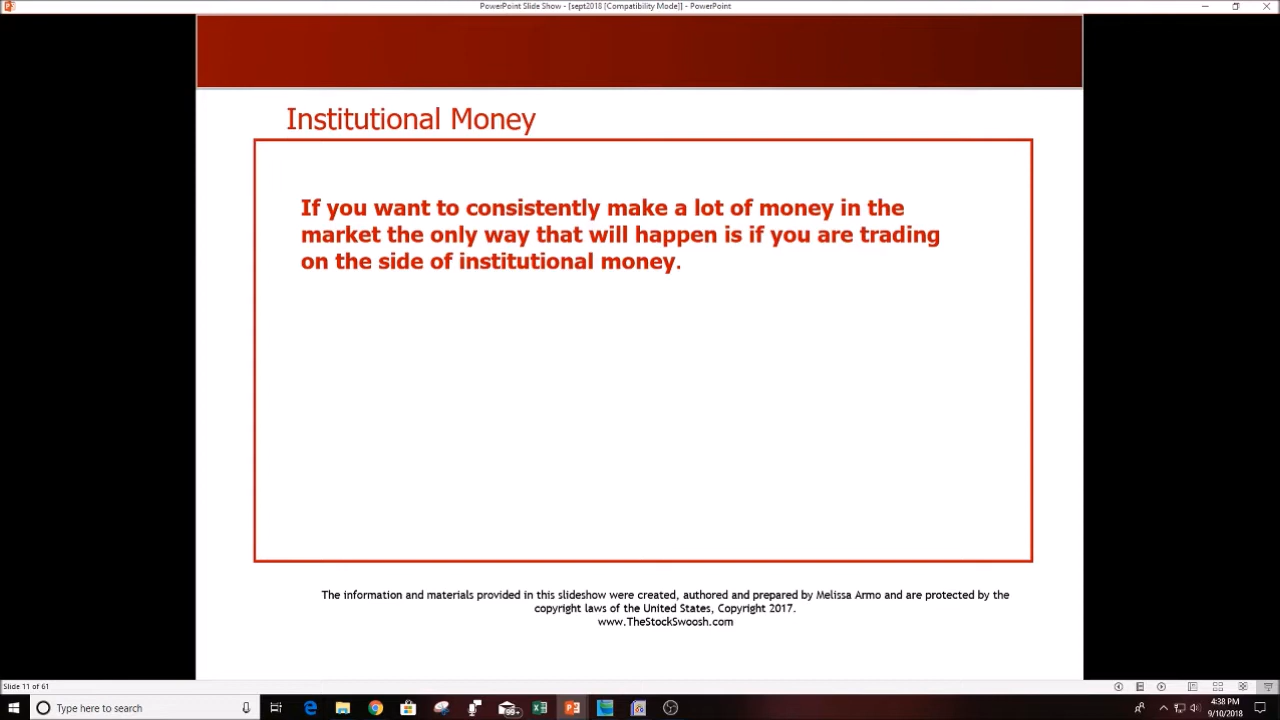 PowerPoint Slide Show - [sept2018 [Compatibility Mode]] - PowerPoint
Institutional Money
If you want to consistently make a lot of money in the
market the only way that will happen is if you are trading
on the side of institutional money.
The information and materials provided in this slideshow were created, authored and prepared by Melissa Armo and are protected by the
copyright laws of the United States, Copyright 2017.
www.TheStockSwoosh.com
Slide 11 of 61
Type here to search
99+
4:38 PM
9/10/2018